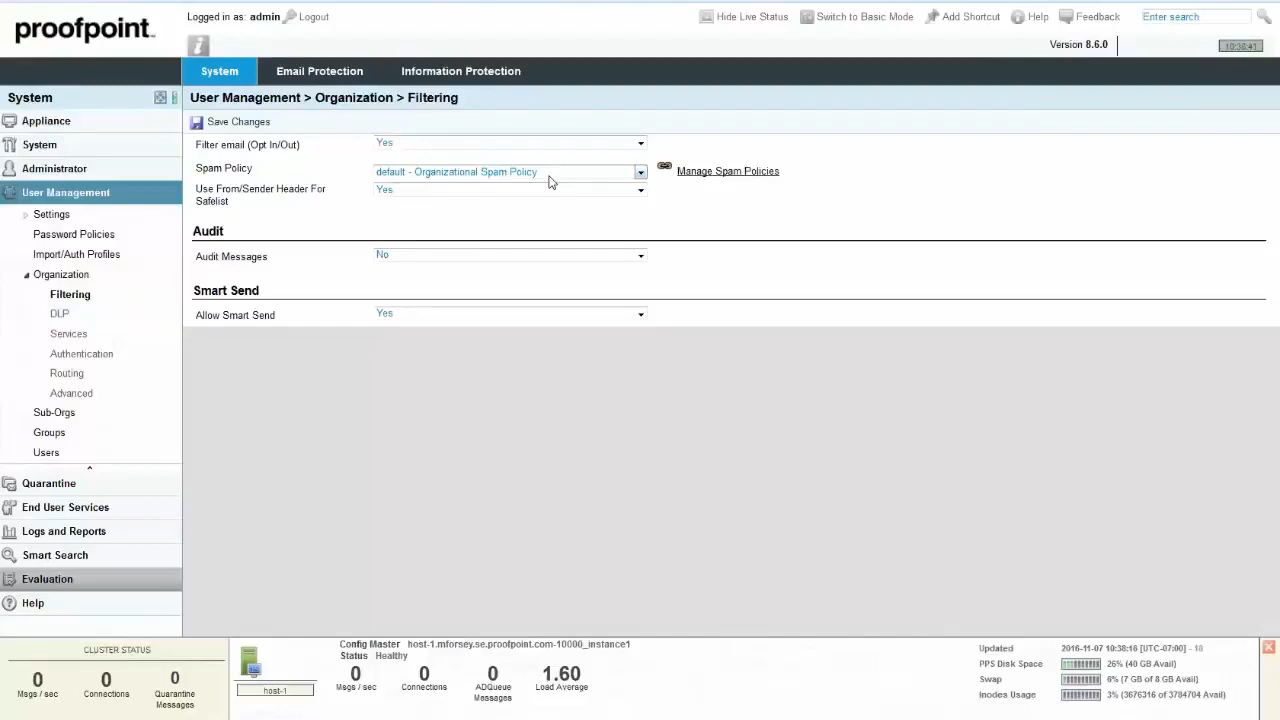 proofpoint.
Logged in as: admin Logout
Hide Live Status Switch to Basic Mode Add Shortcut Help Feedback Enter search
Version 8.6.0 10:38:41
System Email Protection Information Protection
System
Appliance
System
Administrator
User Management
Settings
Password Policies
Import/Auth Profiles
Organization
Filtering
DLP
Services
Authentication
Routing
Advanced
Sub-Orgs
Groups
Users
Quarantine
End User Services
Logs and Reports
Smart Search
Evaluation
Help
User Management > Organization > Filtering
Save Changes
Filter email (Opt In/Out) Yes
Spam Policy default - Organizational Spam Policy Manage Spam Policies
Use From/Sender Header For Yes
Safelist
Audit
Audit Messages No
Smart Send
Allow Smart Send Yes
CLUSTER STATUS
0 0 0
Msgs / sec Connections Quarantine
Messages
host-1
Config Master host-1.mforsey.se.proofpoint.com-10000_instance1
Status Healthy
0 0 0 1.60
Msgs / sec Connections ADQueue Load Average
Messages
Updated 2016-11-07 10:38:16 [UTC-07:00] - 10
PPS Disk Space 26% (40 GB Avail)
Swap 6% (7 GB of 8 GB Avail)
Inodes Usage 3% (3676316 of 3784704 Avail)